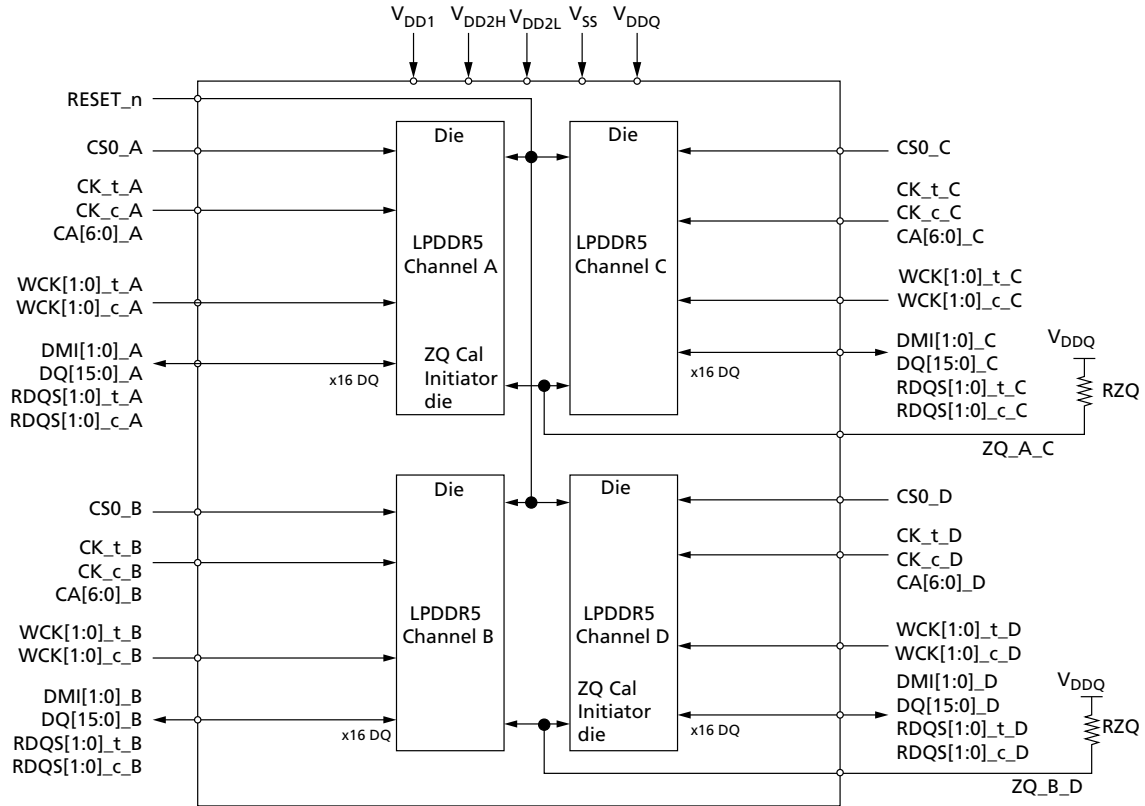 VDD1 VDD2H VDD2L VSS VDDQ
RESET_n
CS0_A
CK_t_A
CK_c_A
CA[6:0]_A
WCK[1:0]_t_A
WCK[1:0]_c_A
DMI[1:0]_A
DQ[15:0]_A
RDQS[1:0]_t_A
RDQS[1:0]_c_A
Die
LPDDR5
Channel A
ZQ Cal
Initiator
die
x16 DQ
Die
LPDDR5
Channel C
x16 DQ
CS0_C
CK_t_C
CK_c_C
CA[6:0]_C
WCK[1:0]_t_C
WCK[1:0]_c_C
DMI[1:0]_C
DQ[15:0]_C
RDQS[1:0]_t_C
RDQS[1:0]_c_C
VDDQ
RZQ
ZQ_A_C
CS0_B
CK_t_B
CK_c_B
CA[6:0]_B
WCK[1:0]_t_B
WCK[1:0]_c_B
DMI[1:0]_B
DQ[15:0]_B
RDQS[1:0]_t_B
RDQS[1:0]_c_B
Die
LPDDR5
Channel B
x16 DQ
Die
LPDDR5
Channel D
ZQ Cal
Initiator
die
x16 DQ
CS0_D
CK_t_D
CK_c_D
CA[6:0]_D
WCK[1:0]_t_D
WCK[1:0]_c_D
DMI[1:0]_D
DQ[15:0]_D
RDQS[1:0]_t_D
RDQS[1:0]_c_D
VDDQ
RZQ
ZQ_B_D